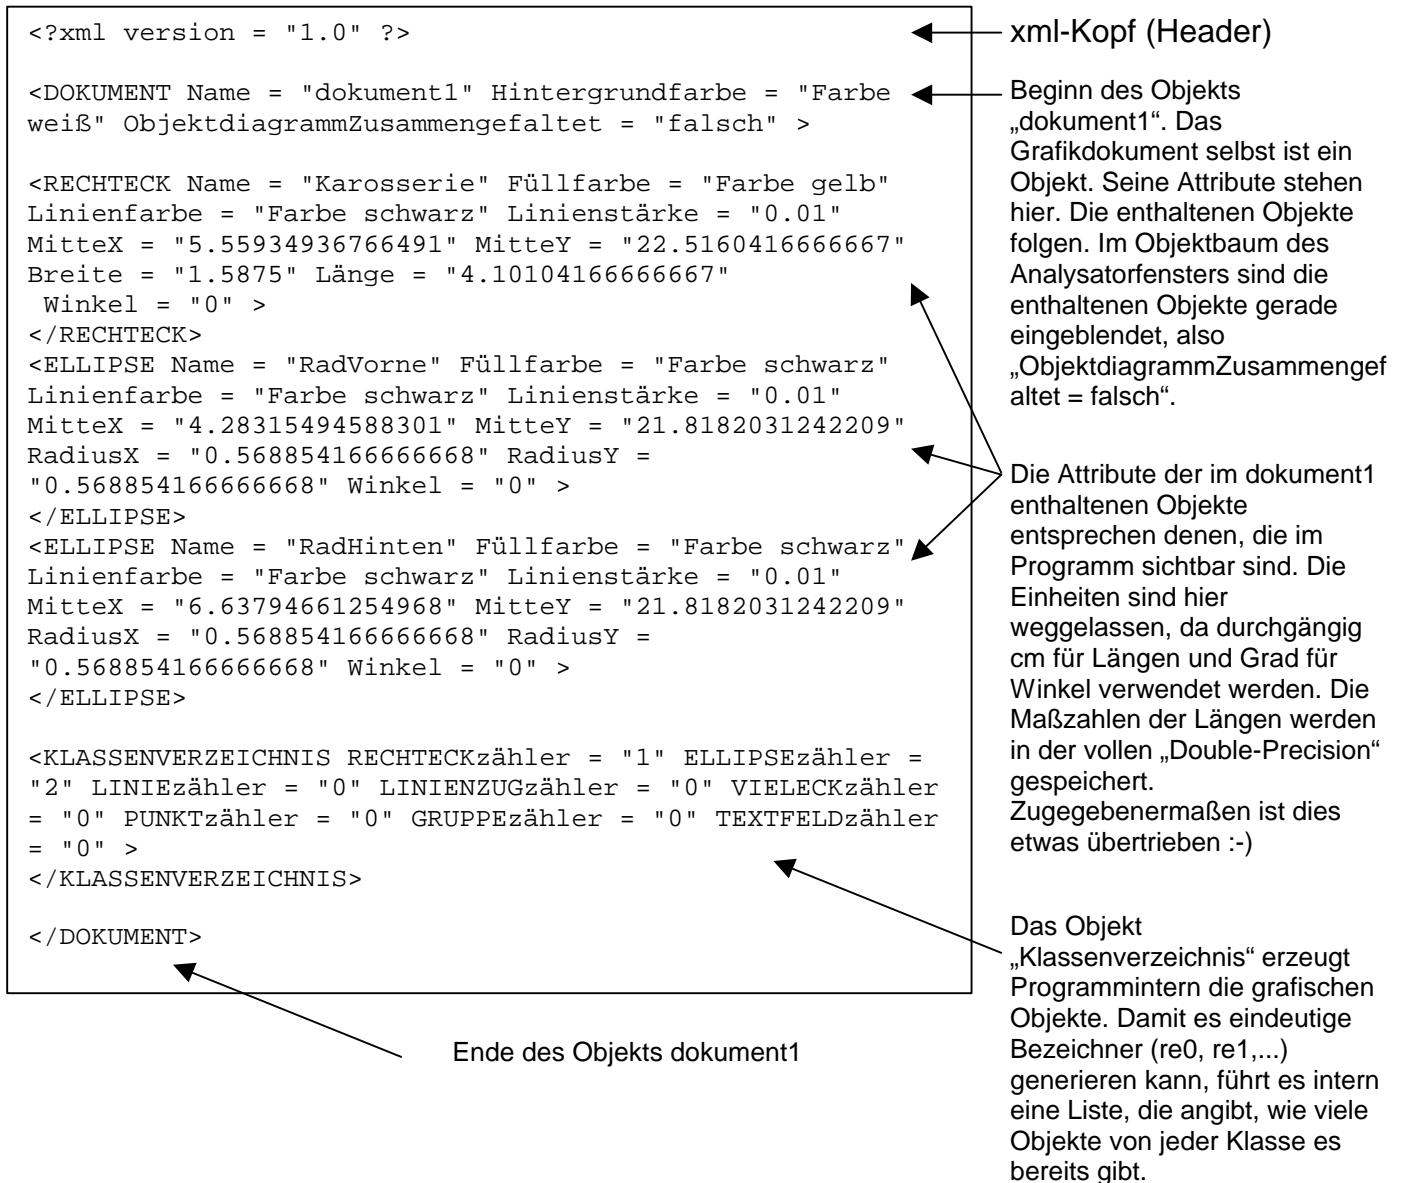 <?xml version = "1.0" ?>
<DOKUMENT Name = "dokument1" Hintergrundfarbe = "Farbe
weiß" ObjektdiagrammZusammengefaltet = "falsch" >
<RECHTECK Name = "Karosserie" Füllfarbe = "Farbe gelb"
Linienfarbe = "Farbe schwarz" Linienstärke = "0.01"
MitteX = "5.55934936766491" MitteY = "22.5160416666667"
Breite = "1.5875" Länge = "4.10104166666667"
Winkel = "0" >
</RECHTECK>
<ELLIPSE Name = "RadVorne" Füllfarbe = "Farbe schwarz"
Linienfarbe = "Farbe schwarz" Linienstärke = "0.01"
MitteX = "4.28315494588301" MitteY = "21.8182031242209"
RadiusX = "0.568854166666668" RadiusY =
"0.568854166666668" Winkel = "0" >
</ELLIPSE>
<ELLIPSE Name = "RadHinten" Füllfarbe = "Farbe schwarz"
Linienfarbe = "Farbe schwarz" Linienstärke = "0.01"
MitteX = "6.63794661254968" MitteY = "21.8182031242209"
RadiusX = "0.568854166666668" RadiusY =
"0.568854166666668" Winkel = "0" >
</ELLIPSE>
<KLASSENVERZEICHNIS RECHTECKzähler = "1" ELLIPSEzähler =
"2" LINIEzähler = "0" LINIENZUGzähler = "0" VIELECKzähler
= "0" PUNKTzähler = "0" GRUPPEzähler = "0" TEXTFELDzähler
= "0" >
</KLASSENVERZEICHNIS>
</DOKUMENT>
xml-Kopf (Header)
Beginn des Objekts
„dokument1“. Das
Grafikdokument selbst ist ein
Objekt. Seine Attribute stehen
hier. Die enthaltenen Objekte
folgen. Im Objektbaum des
Analysatorfensters sind die
enthaltenen Objekte gerade
eingeblendet, also
„ObjektdiagrammZusammengef
altet = falsch“.
Die Attribute der im dokument1
enthaltenen Objekte
entsprechen denen, die im
Programm sichtbar sind. Die
Einheiten sind hier
weggelassen, da durchgängig
cm für Längen und Grad für
Winkel verwendet werden. Die
Maßzahlen der Längen werden
in der vollen „Double-Precision“
gespeichert.
Zugegebenermaßen ist dies
etwas übertrieben :-)
Das Objekt
„Klassenverzeichnis“ erzeugt
Programmintern die grafischen
Objekte. Damit es eindeutige
Bezeichner (re0, re1,...)
generieren kann, führt es intern
eine Liste, die angibt, wie viele
Objekte von jeder Klasse es
bereits gibt.
Ende des Objekts dokument1